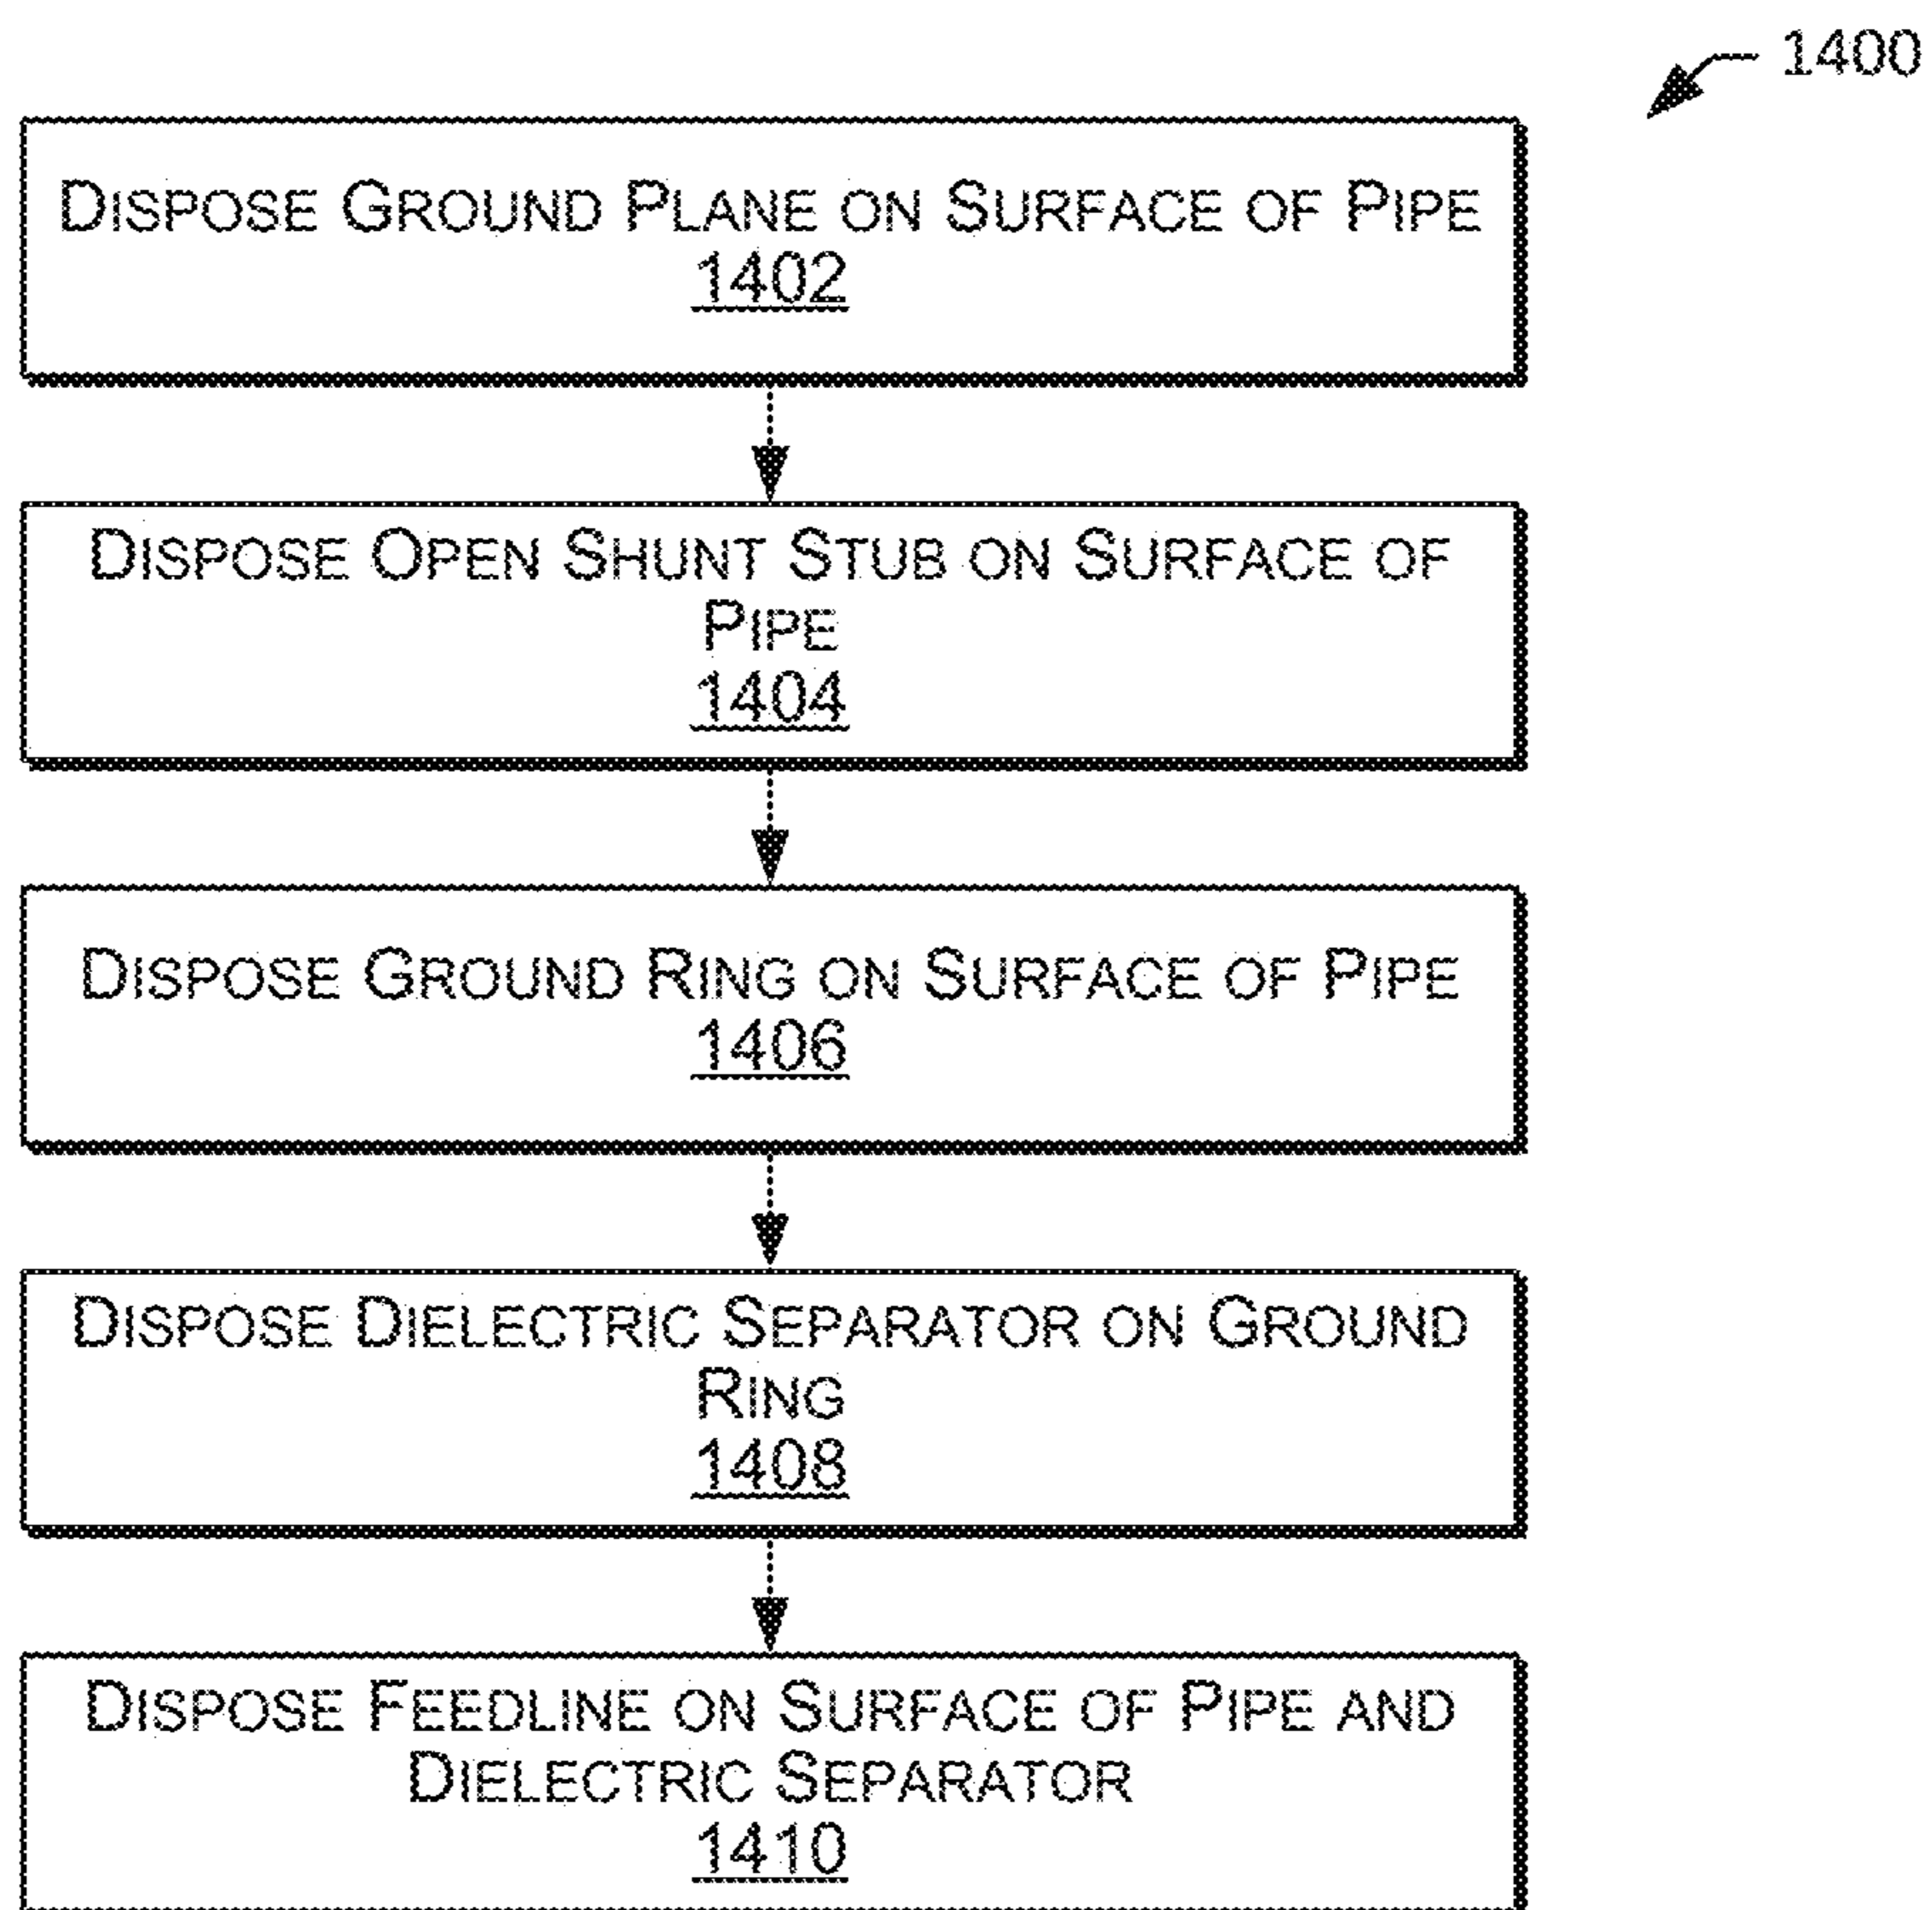 1400
DISPOSE GROUND PLANE ON SURFACE OF PIPE
1402
DISPOSE OPEN SHUNT STUB ON SURFACE OF
PIPE
1404
DISPOSE GROUND RING ON SURFACE OF PIPE
1406
DISPOSE DIELECTRIC SEPARATOR ON GROUND
RING
1408
DISPOSE FEEDLINE ON SURFACE OF PIPE AND
DIELECTRIC SEPARATOR
1410